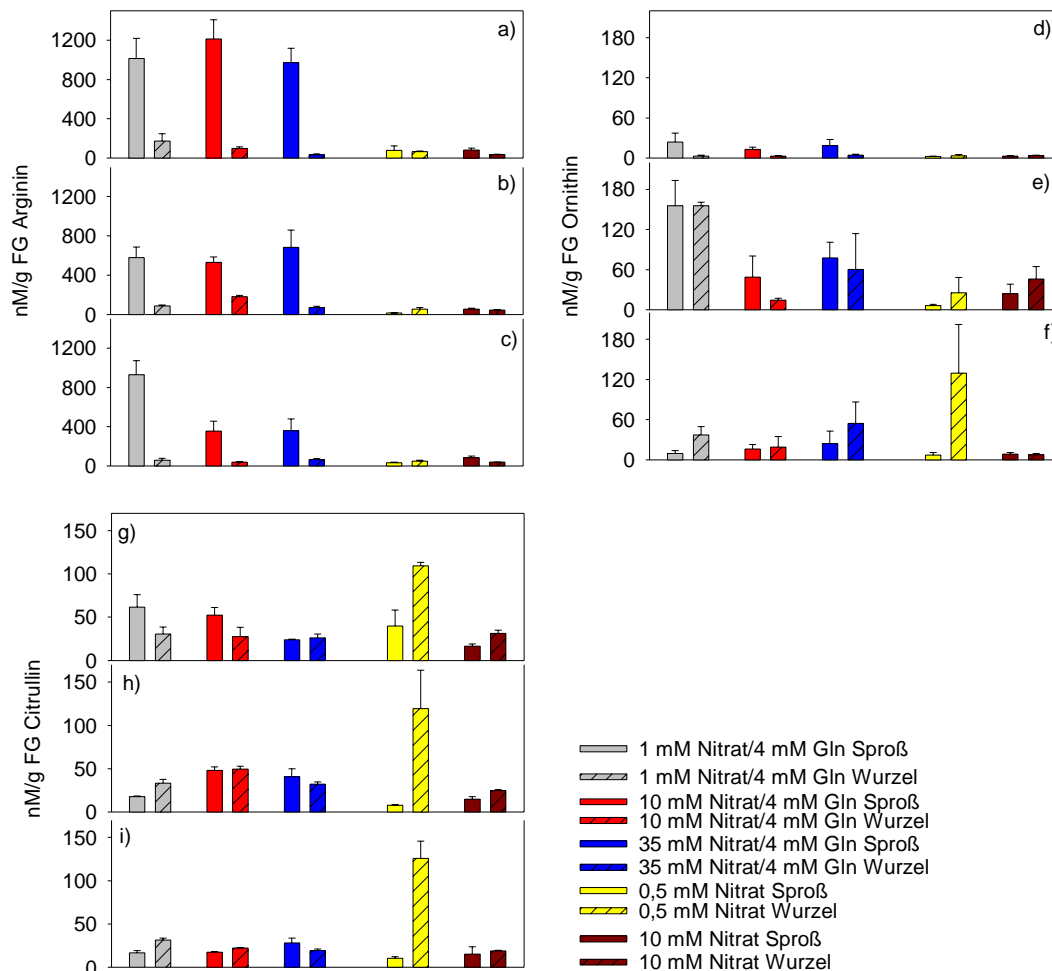 a)
1200
800
400
0
b)
1200
800
400
0
c)
1200
800
400
0
nM/g FG Arginin
d)
180
120
60
0
e)
180
120
60
0
f)
180
120
60
0
nM/g FG Ornithin
g)
150
100
50
0
h)
150
100
50
0
i)
150
100
50
0
nM/g FG Citrullin
1 mM Nitrat/4 mM Gln Sproß
1 mM Nitrat/4 mM Gln Wurzel
10 mM Nitrat/4 mM Gln Sproß
10 mM Nitrat/4 mM Gln Wurzel
35 mM Nitrat/4 mM Gln Sproß
35 mM Nitrat/4 mM Gln Wurzel
0,5 mM Nitrat Sproß
0,5 mM Nitrat Wurzel
10 mM Nitrat Sproß
10 mM Nitrat Wurzel